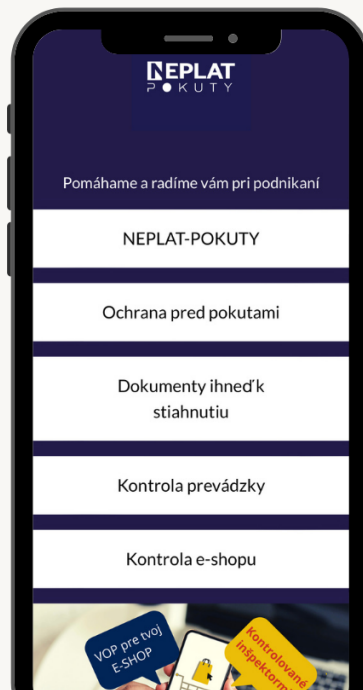 NEPLAT
POKUTY
Pomáhame a radíme vám pri podnikaní
NEPLAT-POKUTY
Ochrana pred pokutami
Dokumenty ihneď k
stiahnutiu
Kontrola prevádzky
Kontrola e-shopu
VOP pre tvoj
E-SHOP
Kontrolované
inšpektorm